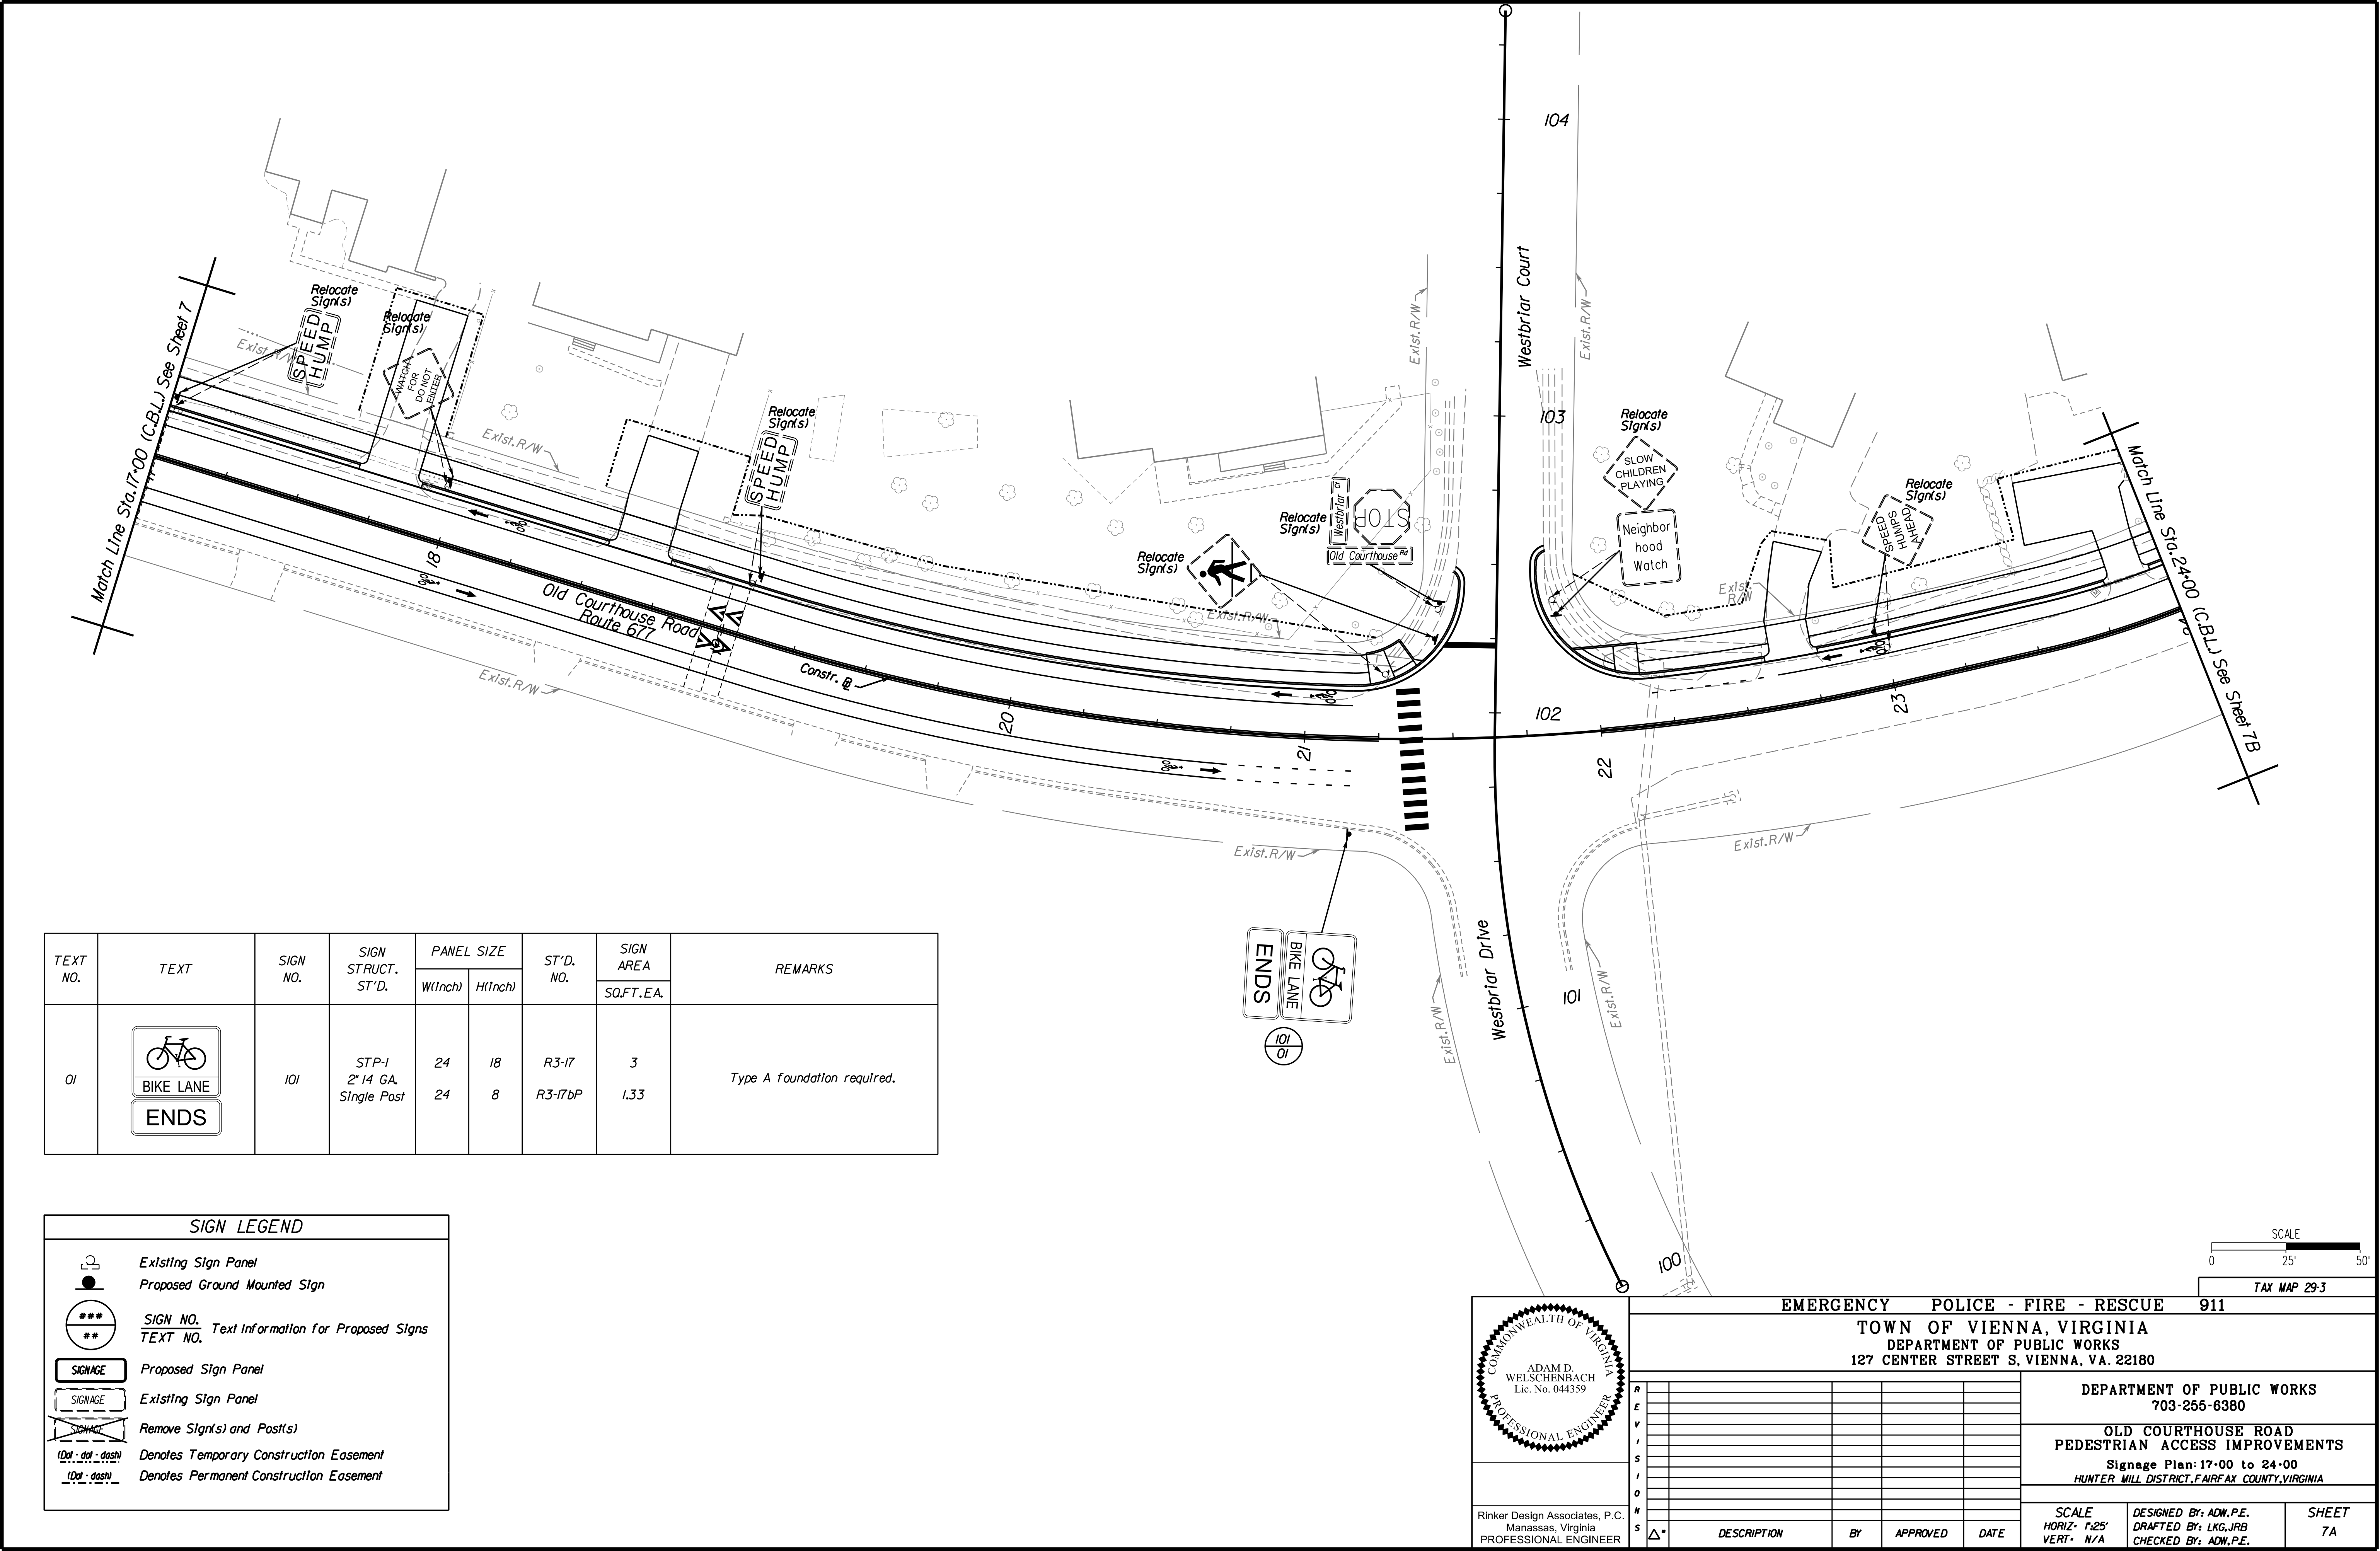 104
Westbriar Court
103
102
101
100
Westbriar Drive
Exist. R/W
Exist. R/W
Match Line Sta. 17+00 (C.B.L.) See Sheet 7
Relocate
Sign(s)
SPEED
HUMP
Exist. R/W
Relocate
Sign(s)
WATCH
FOR
DO NOT
ENTER
Exist. R/W
Relocate
Sign(s)
SPEED
HUMP
18
Old Courthouse Road
Route 677
Constr. BL
Exist. R/W
20
21
22
23
24
Relocate
Sign(s)
Exist. R/W
Relocate
Sign(s)
Westbriar Ct
STOP
Old Courthouse Rd
Relocate
Sign(s)
SLOW
CHILDREN
PLAYING
Neighbor
hood
Watch
Exist.
R/W
Relocate
Sign(s)
SPEED
HUMPS
AHEAD
Match Line Sta. 24+00 (C.B.L.) See Sheet 7B
Exist. R/W
Exist. R/W
Exist. R/W
Exist. R/W
BIKE LANE
ENDS
101
01
TEXT
NO.
TEXT
SIGN
NO.
SIGN
STRUCT.
ST'D.
PANEL SIZE
W(Inch) H(Inch)
ST'D.
NO.
SIGN
AREA
SQ.FT.EA.
REMARKS
01
BIKE LANE
ENDS
101
STP-1
2" 14 GA.
Single Post
24 18 R3-17 3
24 8 R3-17bP 1.33
Type A foundation required.
SIGN LEGEND
Existing Sign Panel
Proposed Ground Mounted Sign
###
##
SIGN NO.
TEXT NO.
Text Information for Proposed Signs
SIGNAGE Proposed Sign Panel
SIGNAGE Existing Sign Panel
SIGNAGE Remove Sign(s) and Post(s)
(Dot - dot - dash) Denotes Temporary Construction Easement
(Dot - dash) Denotes Permanent Construction Easement
SCALE
0 25' 50'
TAX MAP 29-3
COMMONWEALTH OF VIRGINIA
ADAM D.
WELSCHENBACH
Lic. No. 044359
PROFESSIONAL ENGINEER
Rinker Design Associates, P.C.
Manassas, Virginia
PROFESSIONAL ENGINEER
EMERGENCY POLICE - FIRE - RESCUE 911
TOWN OF VIENNA, VIRGINIA
DEPARTMENT OF PUBLIC WORKS
127 CENTER STREET S, VIENNA, VA. 22180
REVISIONS
DESCRIPTION BY APPROVED DATE
DEPARTMENT OF PUBLIC WORKS
703-255-6380
OLD COURTHOUSE ROAD
PEDESTRIAN ACCESS IMPROVEMENTS
Signage Plan: 17+00 to 24+00
HUNTER MILL DISTRICT, FAIRFAX COUNTY, VIRGINIA
SCALE
HORIZ: 1":25'
VERT: N/A
DESIGNED BY: ADW, P.E.
DRAFTED BY: LKG, JRB
CHECKED BY: ADW, P.E.
SHEET
7A